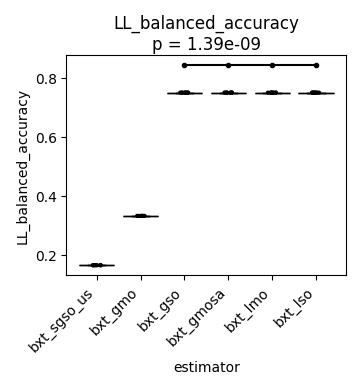 LL_balanced_accuracy
p = 1.39e-09
LL_balanced_accuracy
0.8
0.6
0.4
0.2
bxt_sgso_us
bxt_gmo
bxt_gso
bxt_gmosa
bxt_lmo
bxt_lso
estimator